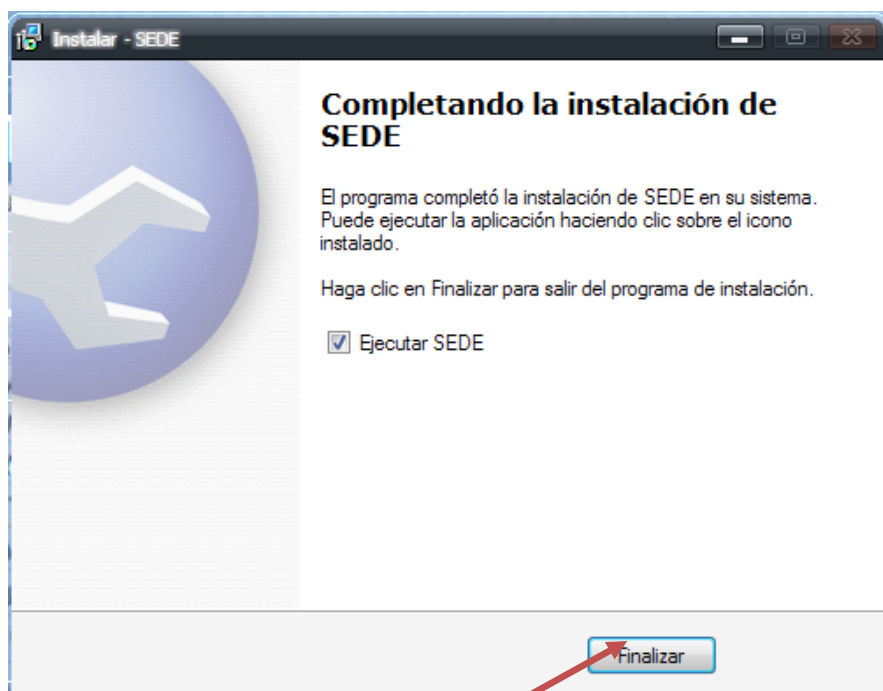 Instalar - SEDE
Completando la instalación de
SEDE
El programa completó la instalación de SEDE en su sistema.
Puede ejecutar la aplicación haciendo clic sobre el icono
instalado.
Haga clic en Finalizar para salir del programa de instalación.
Ejecutar SEDE
Finalizar